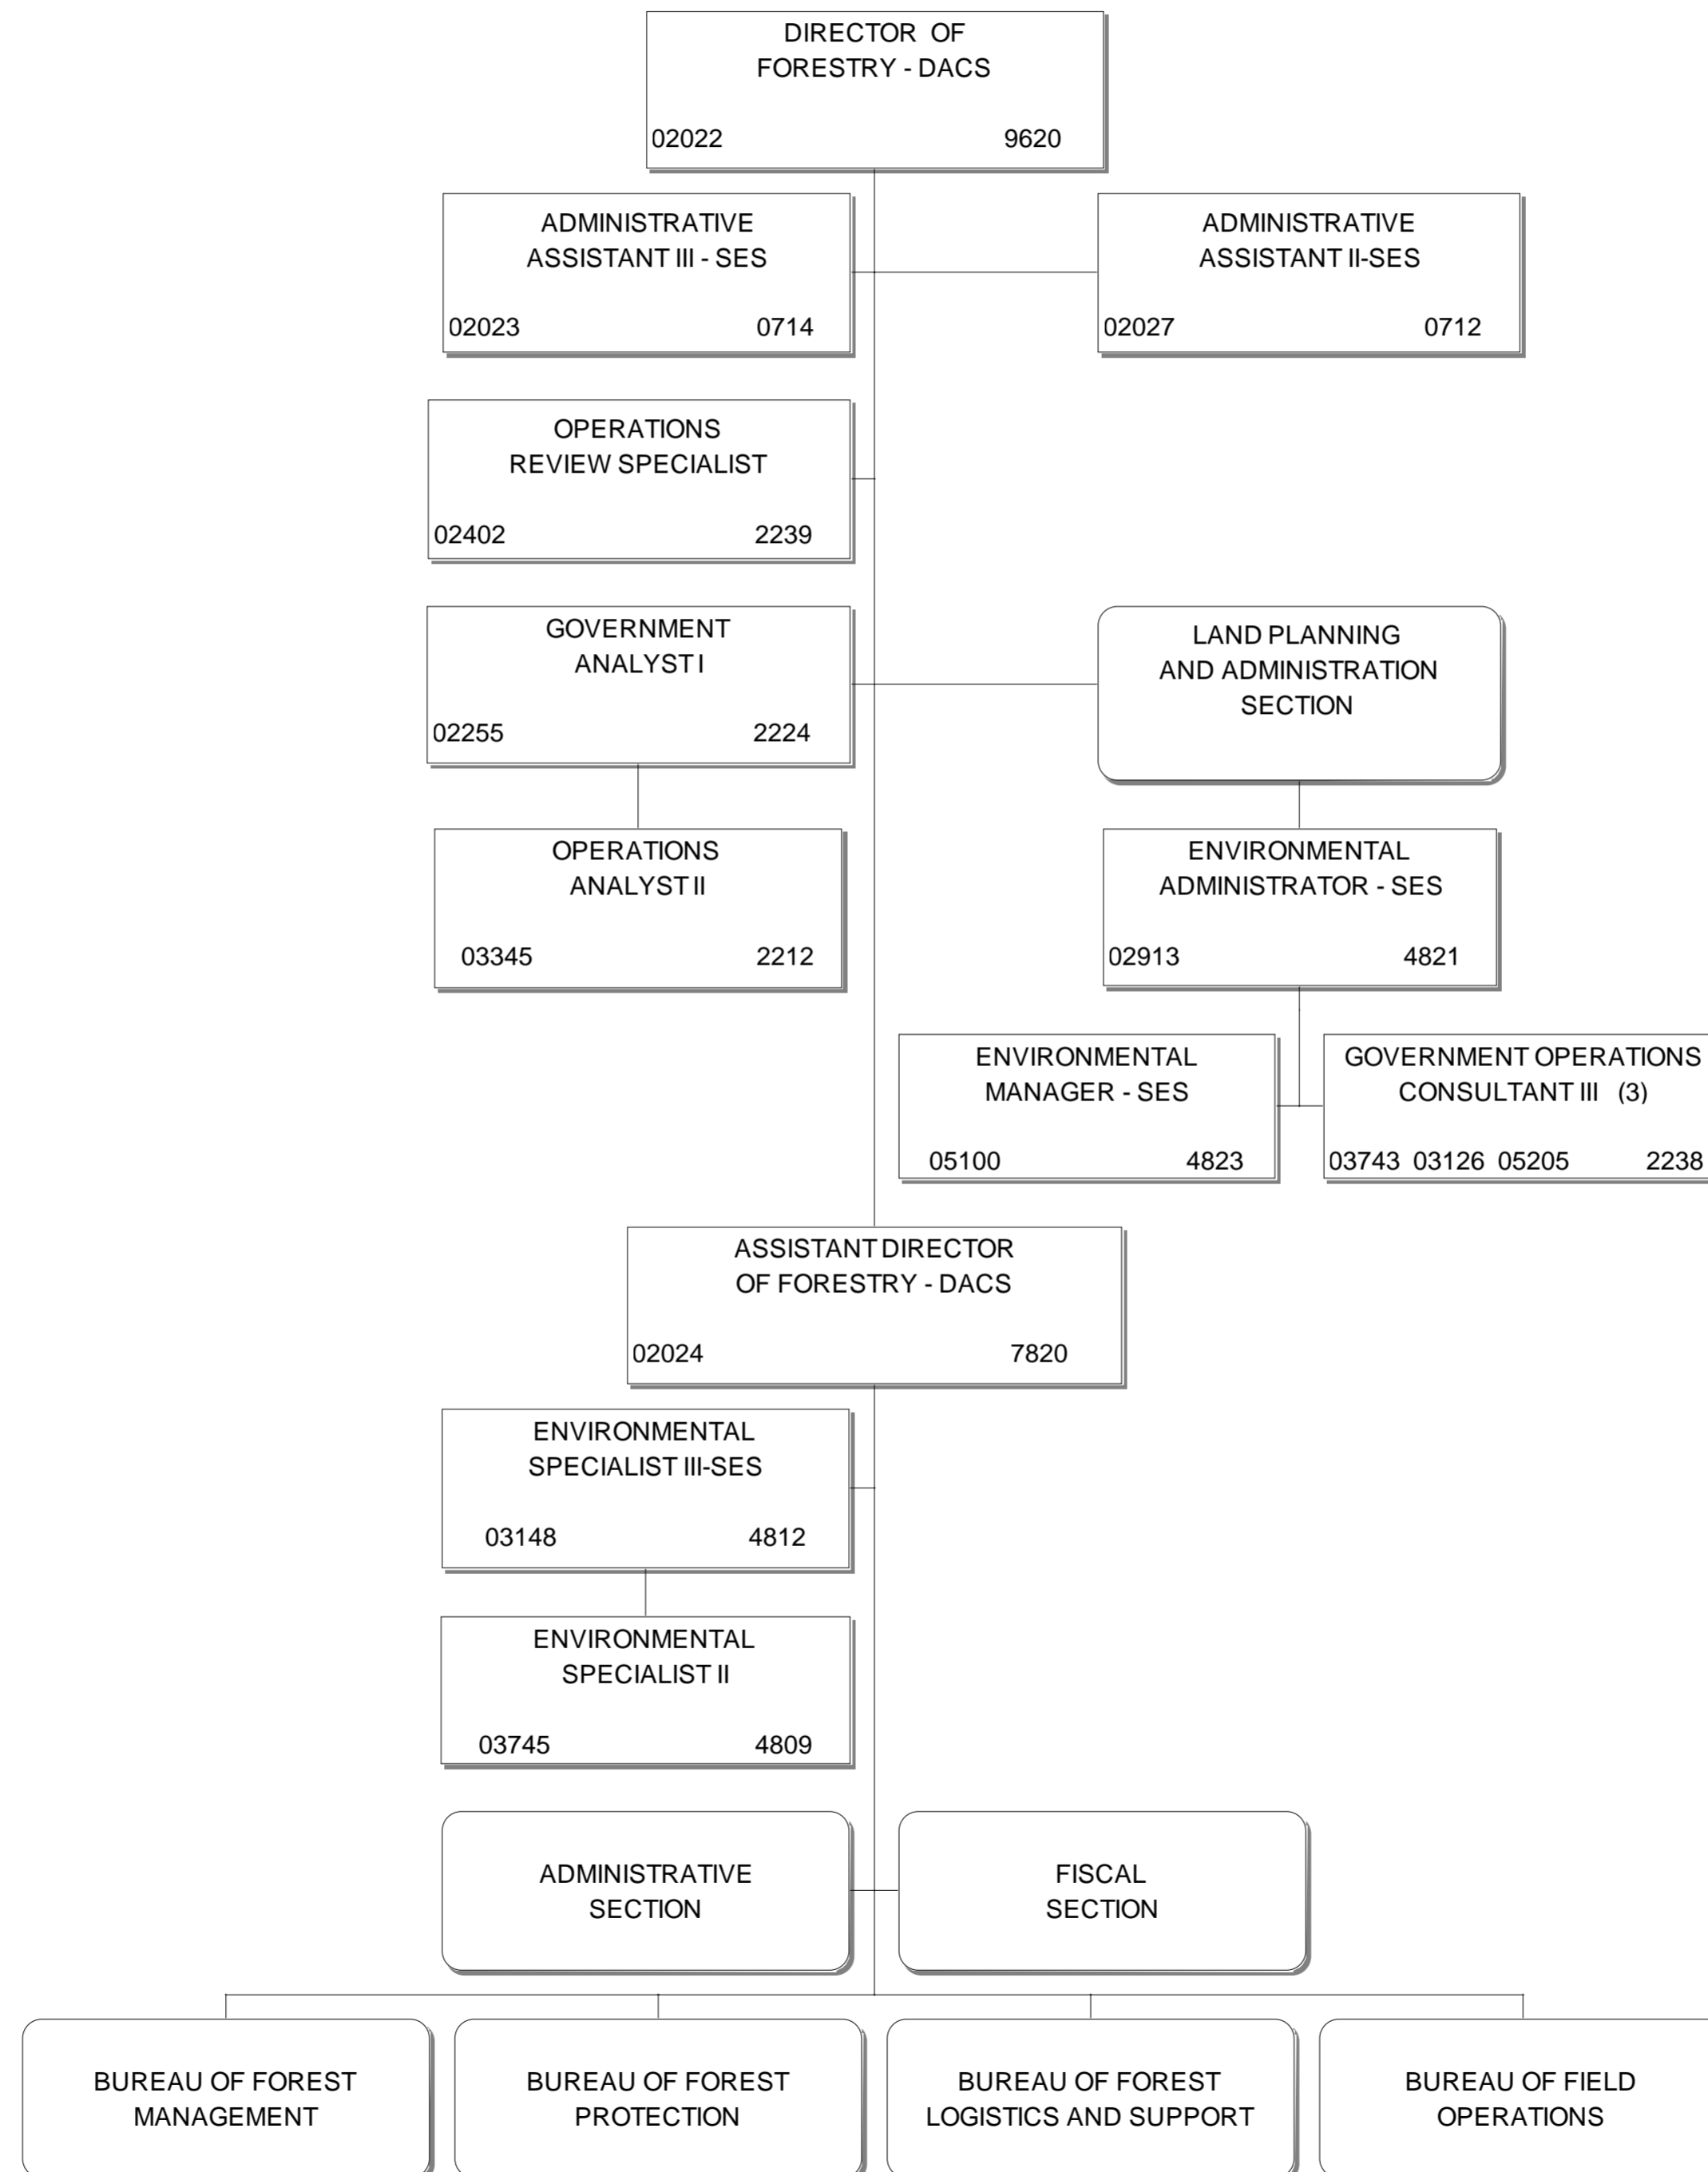 DIRECTOR OF
FORESTRY - DACS
02022 9620
ADMINISTRATIVE
ASSISTANT III - SES
02023 0714
ADMINISTRATIVE
ASSISTANT II-SES
02027 0712
OPERATIONS
REVIEW SPECIALIST
02402 2239
GOVERNMENT
ANALYST I
02255 2224
LAND PLANNING
AND ADMINISTRATION
SECTION
OPERATIONS
ANALYST II
03345 2212
ENVIRONMENTAL
ADMINISTRATOR - SES
02913 4821
ENVIRONMENTAL
MANAGER - SES
05100 4823
GOVERNMENT OPERATIONS
CONSULTANT III (3)
03743 03126 05205 2238
ASSISTANT DIRECTOR
OF FORESTRY - DACS
02024 7820
ENVIRONMENTAL
SPECIALIST III-SES
03148 4812
ENVIRONMENTAL
SPECIALIST II
03745 4809
ADMINISTRATIVE
SECTION
FISCAL
SECTION
BUREAU OF FOREST
MANAGEMENT
BUREAU OF FOREST
PROTECTION
BUREAU OF FOREST
LOGISTICS AND SUPPORT
BUREAU OF FIELD
OPERATIONS